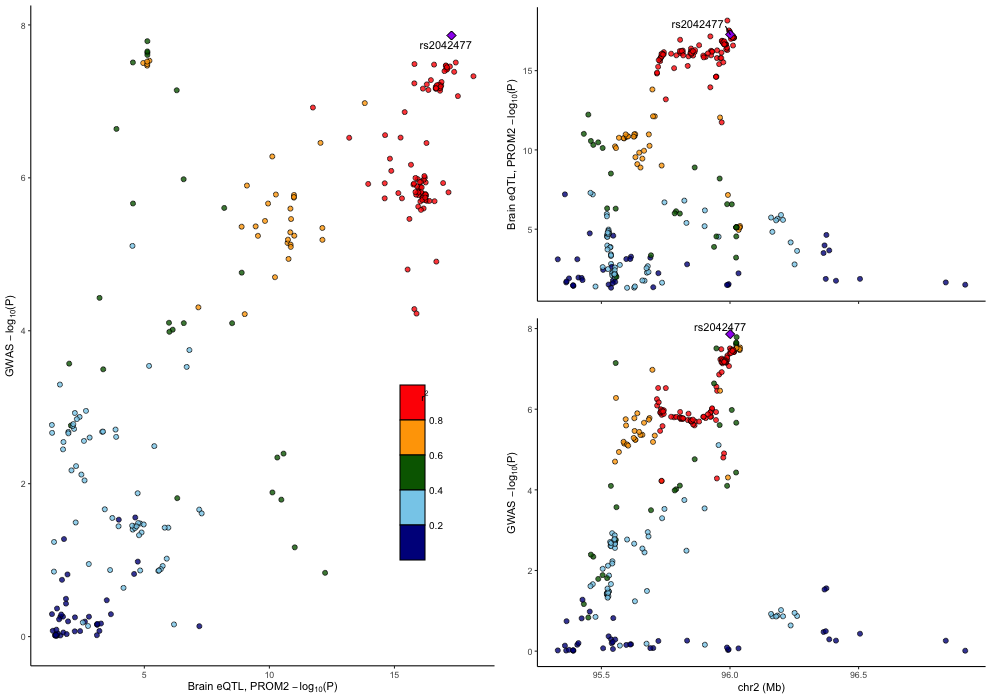 8
6
4
2
0
GWAS −log10(P)
5
10
15
Brain eQTL, PROM2 −log10(P)
rs2042477
r2
0.8
0.6
0.4
0.2
15
10
5
Brain eQTL, PROM2 −log10(P)
rs2042477
8
6
4
2
0
GWAS −log10(P)
rs2042477
95.5
96.0
96.5
chr2 (Mb)